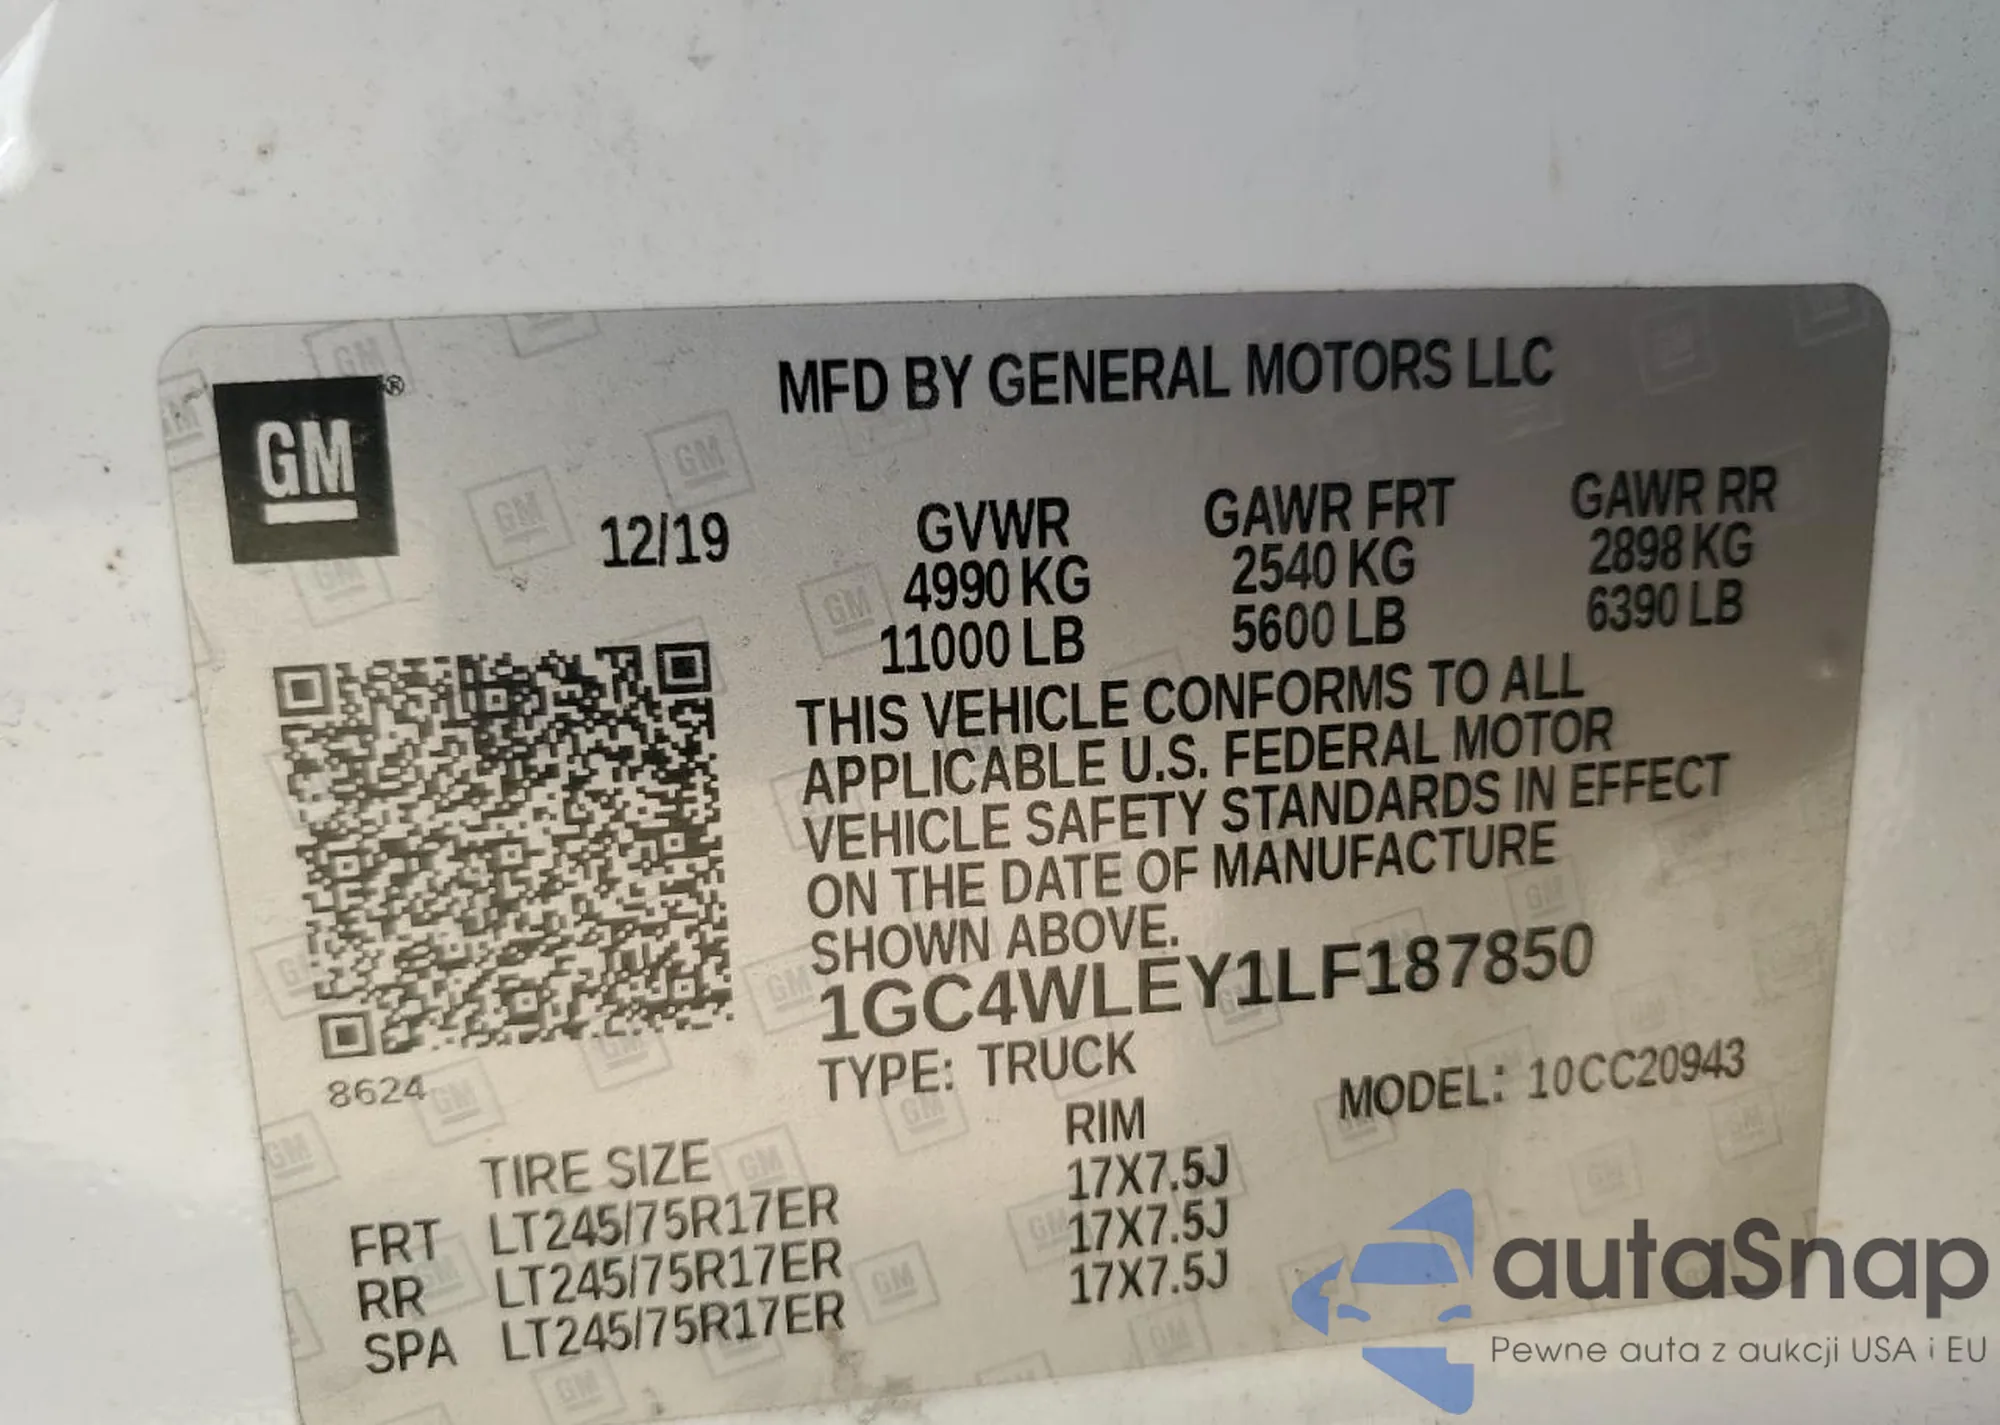 MFD BY GENERAL MOTORS LLC
GM®
12/19
GVWR GAWR FRT GAWR RR
4990 KG 2540 KG 2898 KG
11000 LB 5600 LB 6390 LB
THIS VEHICLE CONFORMS TO ALL
APPLICABLE U.S. FEDERAL MOTOR
VEHICLE SAFETY STANDARDS IN EFFECT
ON THE DATE OF MANUFACTURE
SHOWN ABOVE.
1GC4WLEY1LF187850
TYPE: TRUCK MODEL: 10CC20943
8624
TIRE SIZE RIM
FRT LT245/75R17ER 17X7.5J
RR LT245/75R17ER 17X7.5J
SPA LT245/75R17ER 17X7.5J
autaSnap
Pewne auta z aukcji USA i EU